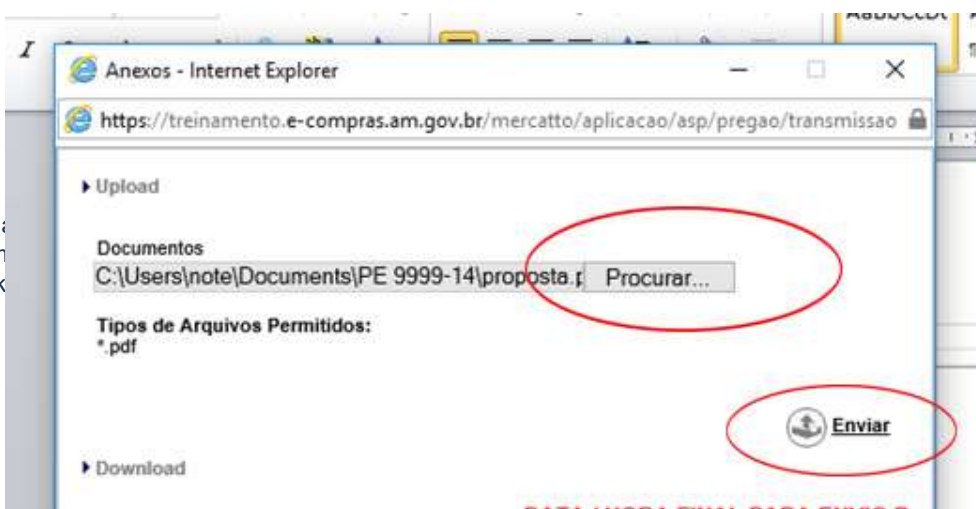 I
Anexos - Internet Explorer
https://treinamento.e-compras.am.gov.br/mercatto/aplicacao/asp/pregao/transmissao
Upload
Documentos
C:\Users\note\Documents\PE 9999-14\proposta.p
Procurar...
Tipos de Arquivos Permitidos:
*.pdf
Enviar
Download